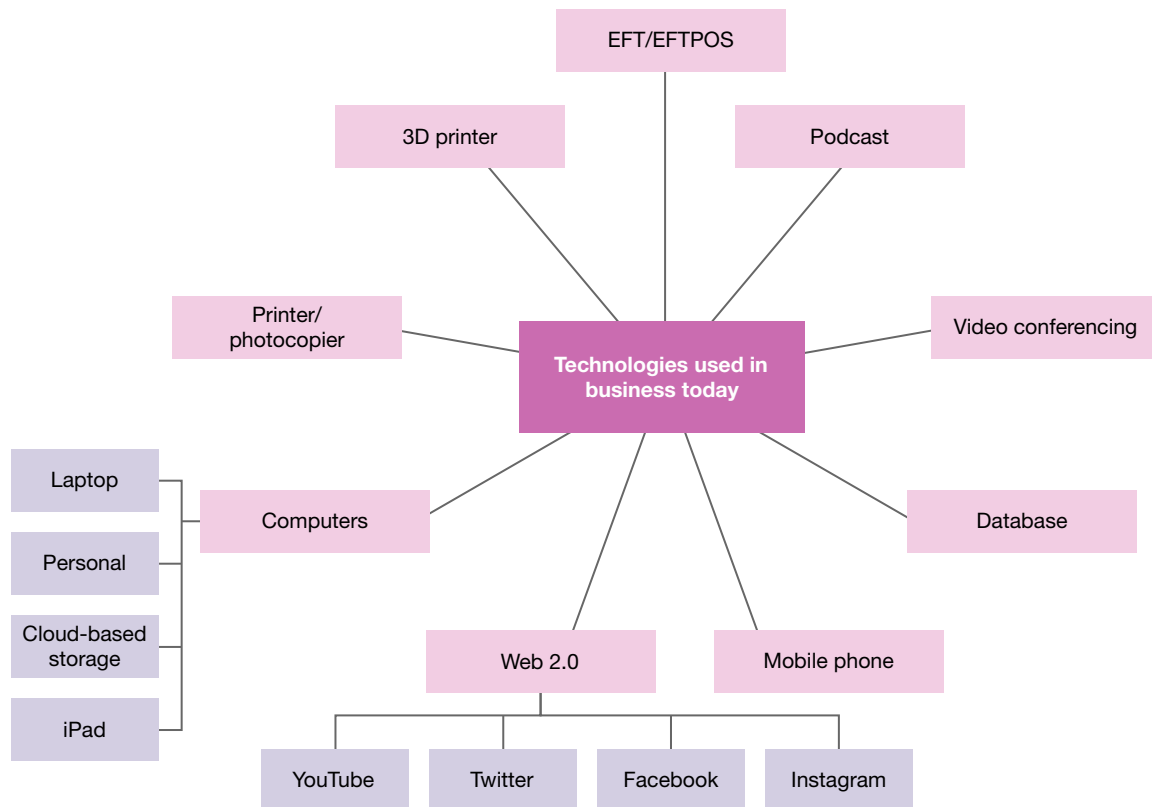 EFT/EFTPOS
3D printer
Podcast
Printer/
photocopier
Video conferencing
Technologies used in
business today
Laptop
Computers
Database
Personal
Cloud-based
storage
Web 2.0
Mobile phone
iPad
YouTube
Twitter
Facebook
Instagram